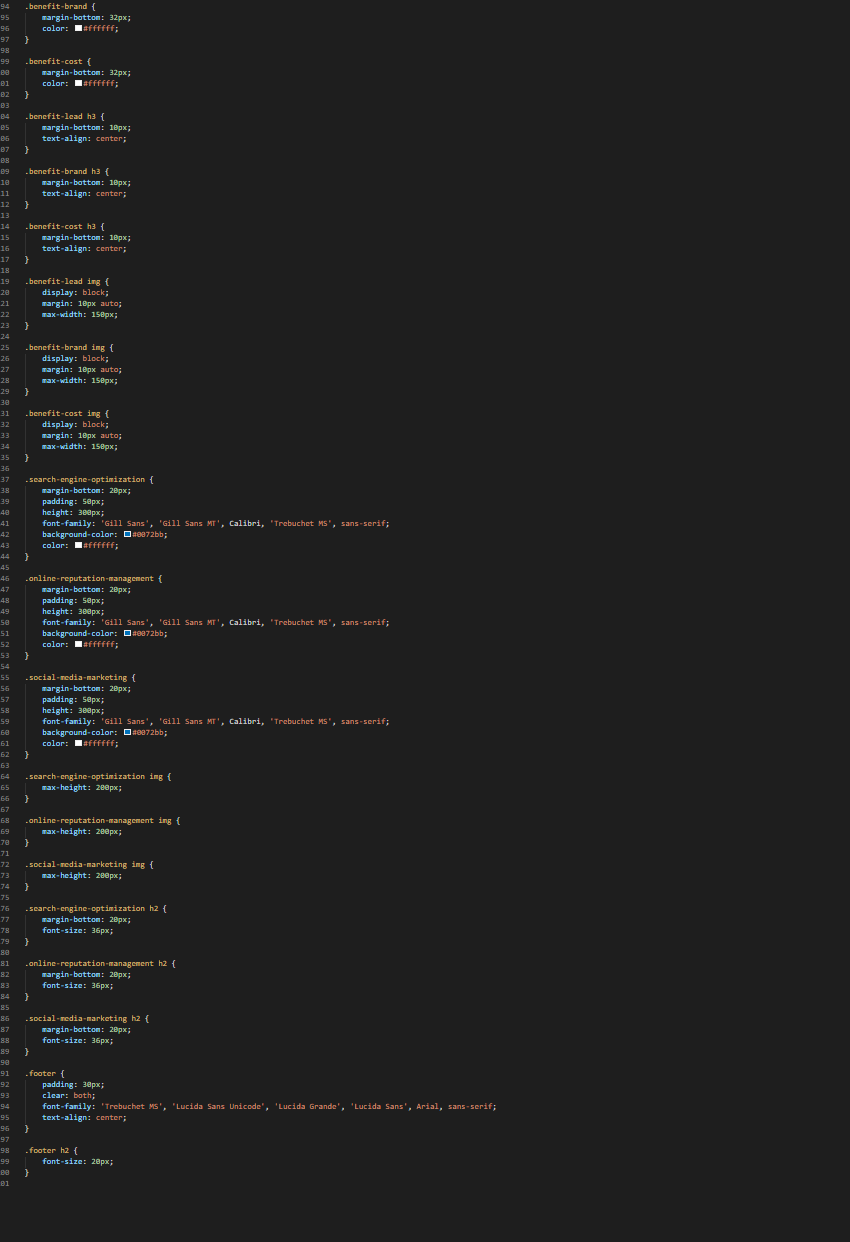 94 .benefit-brand {
95 margin-bottom: 32px;
96 color: #ffffff;
97 }
98
99 .benefit-cost {
00 margin-bottom: 32px;
01 color: #ffffff;
02 }
03
04 .benefit-lead h3 {
05 margin-bottom: 10px;
06 text-align: center;
07 }
08
09 .benefit-brand h3 {
10 margin-bottom: 10px;
11 text-align: center;
12 }
13
14 .benefit-cost h3 {
15 margin-bottom: 10px;
16 text-align: center;
17 }
18
19 .benefit-lead img {
20 display: block;
21 margin: 10px auto;
22 max-width: 150px;
23 }
24
25 .benefit-brand img {
26 display: block;
27 margin: 10px auto;
28 max-width: 150px;
29 }
30
31 .benefit-cost img {
32 display: block;
33 margin: 10px auto;
34 max-width: 150px;
35 }
36
37 .search-engine-optimization {
38 margin-bottom: 20px;
39 padding: 50px;
40 height: 300px;
41 font-family: 'Gill Sans', 'Gill Sans MT', Calibri, 'Trebuchet MS', sans-serif;
42 background-color: #0072bb;
43 color: #ffffff;
44 }
45
46 .online-reputation-management {
47 margin-bottom: 20px;
48 padding: 50px;
49 height: 300px;
50 font-family: 'Gill Sans', 'Gill Sans MT', Calibri, 'Trebuchet MS', sans-serif;
51 background-color: #0072bb;
52 color: #ffffff;
53 }
54
55 .social-media-marketing {
56 margin-bottom: 20px;
57 padding: 50px;
58 height: 300px;
59 font-family: 'Gill Sans', 'Gill Sans MT', Calibri, 'Trebuchet MS', sans-serif;
60 background-color: #0072bb;
61 color: #ffffff;
62 }
63
64 .search-engine-optimization img {
65 max-height: 200px;
66 }
67
68 .online-reputation-management img {
69 max-height: 200px;
70 }
71
72 .social-media-marketing img {
73 max-height: 200px;
74 }
75
76 .search-engine-optimization h2 {
77 margin-bottom: 20px;
78 font-size: 36px;
79 }
80
81 .online-reputation-management h2 {
82 margin-bottom: 20px;
83 font-size: 36px;
84 }
85
86 .social-media-marketing h2 {
87 margin-bottom: 20px;
88 font-size: 36px;
89 }
90
91 .footer {
92 padding: 30px;
93 clear: both;
94 font-family: 'Trebuchet MS', 'Lucida Sans Unicode', 'Lucida Grande', 'Lucida Sans', Arial, sans-serif;
95 text-align: center;
96 }
97
98 .footer h2 {
99 font-size: 20px;
00 }
01